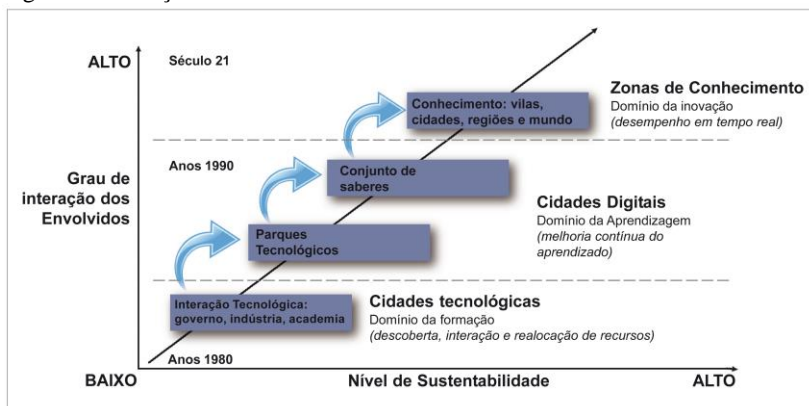 ALTO
Século 21
Zonas de Conhecimento
Domínio da inovação
(desempenho em tempo real)
Conhecimento: vilas,
cidades, regiões e mundo
Anos 1990
Grau de
interação dos
Envolvidos
Conjunto de
saberes
Cidades Digitais
Domínio da Aprendizagem
(melhoria contínua do
aprendizado)
Parques
Tecnológicos
Interação Tecnológica:
governo, indústria, academia
Cidades tecnológicas
Domínio da formação
(descoberta, interação e realocação de recursos)
Anos 1980
BAIXO
Nível de Sustentabilidade
ALTO